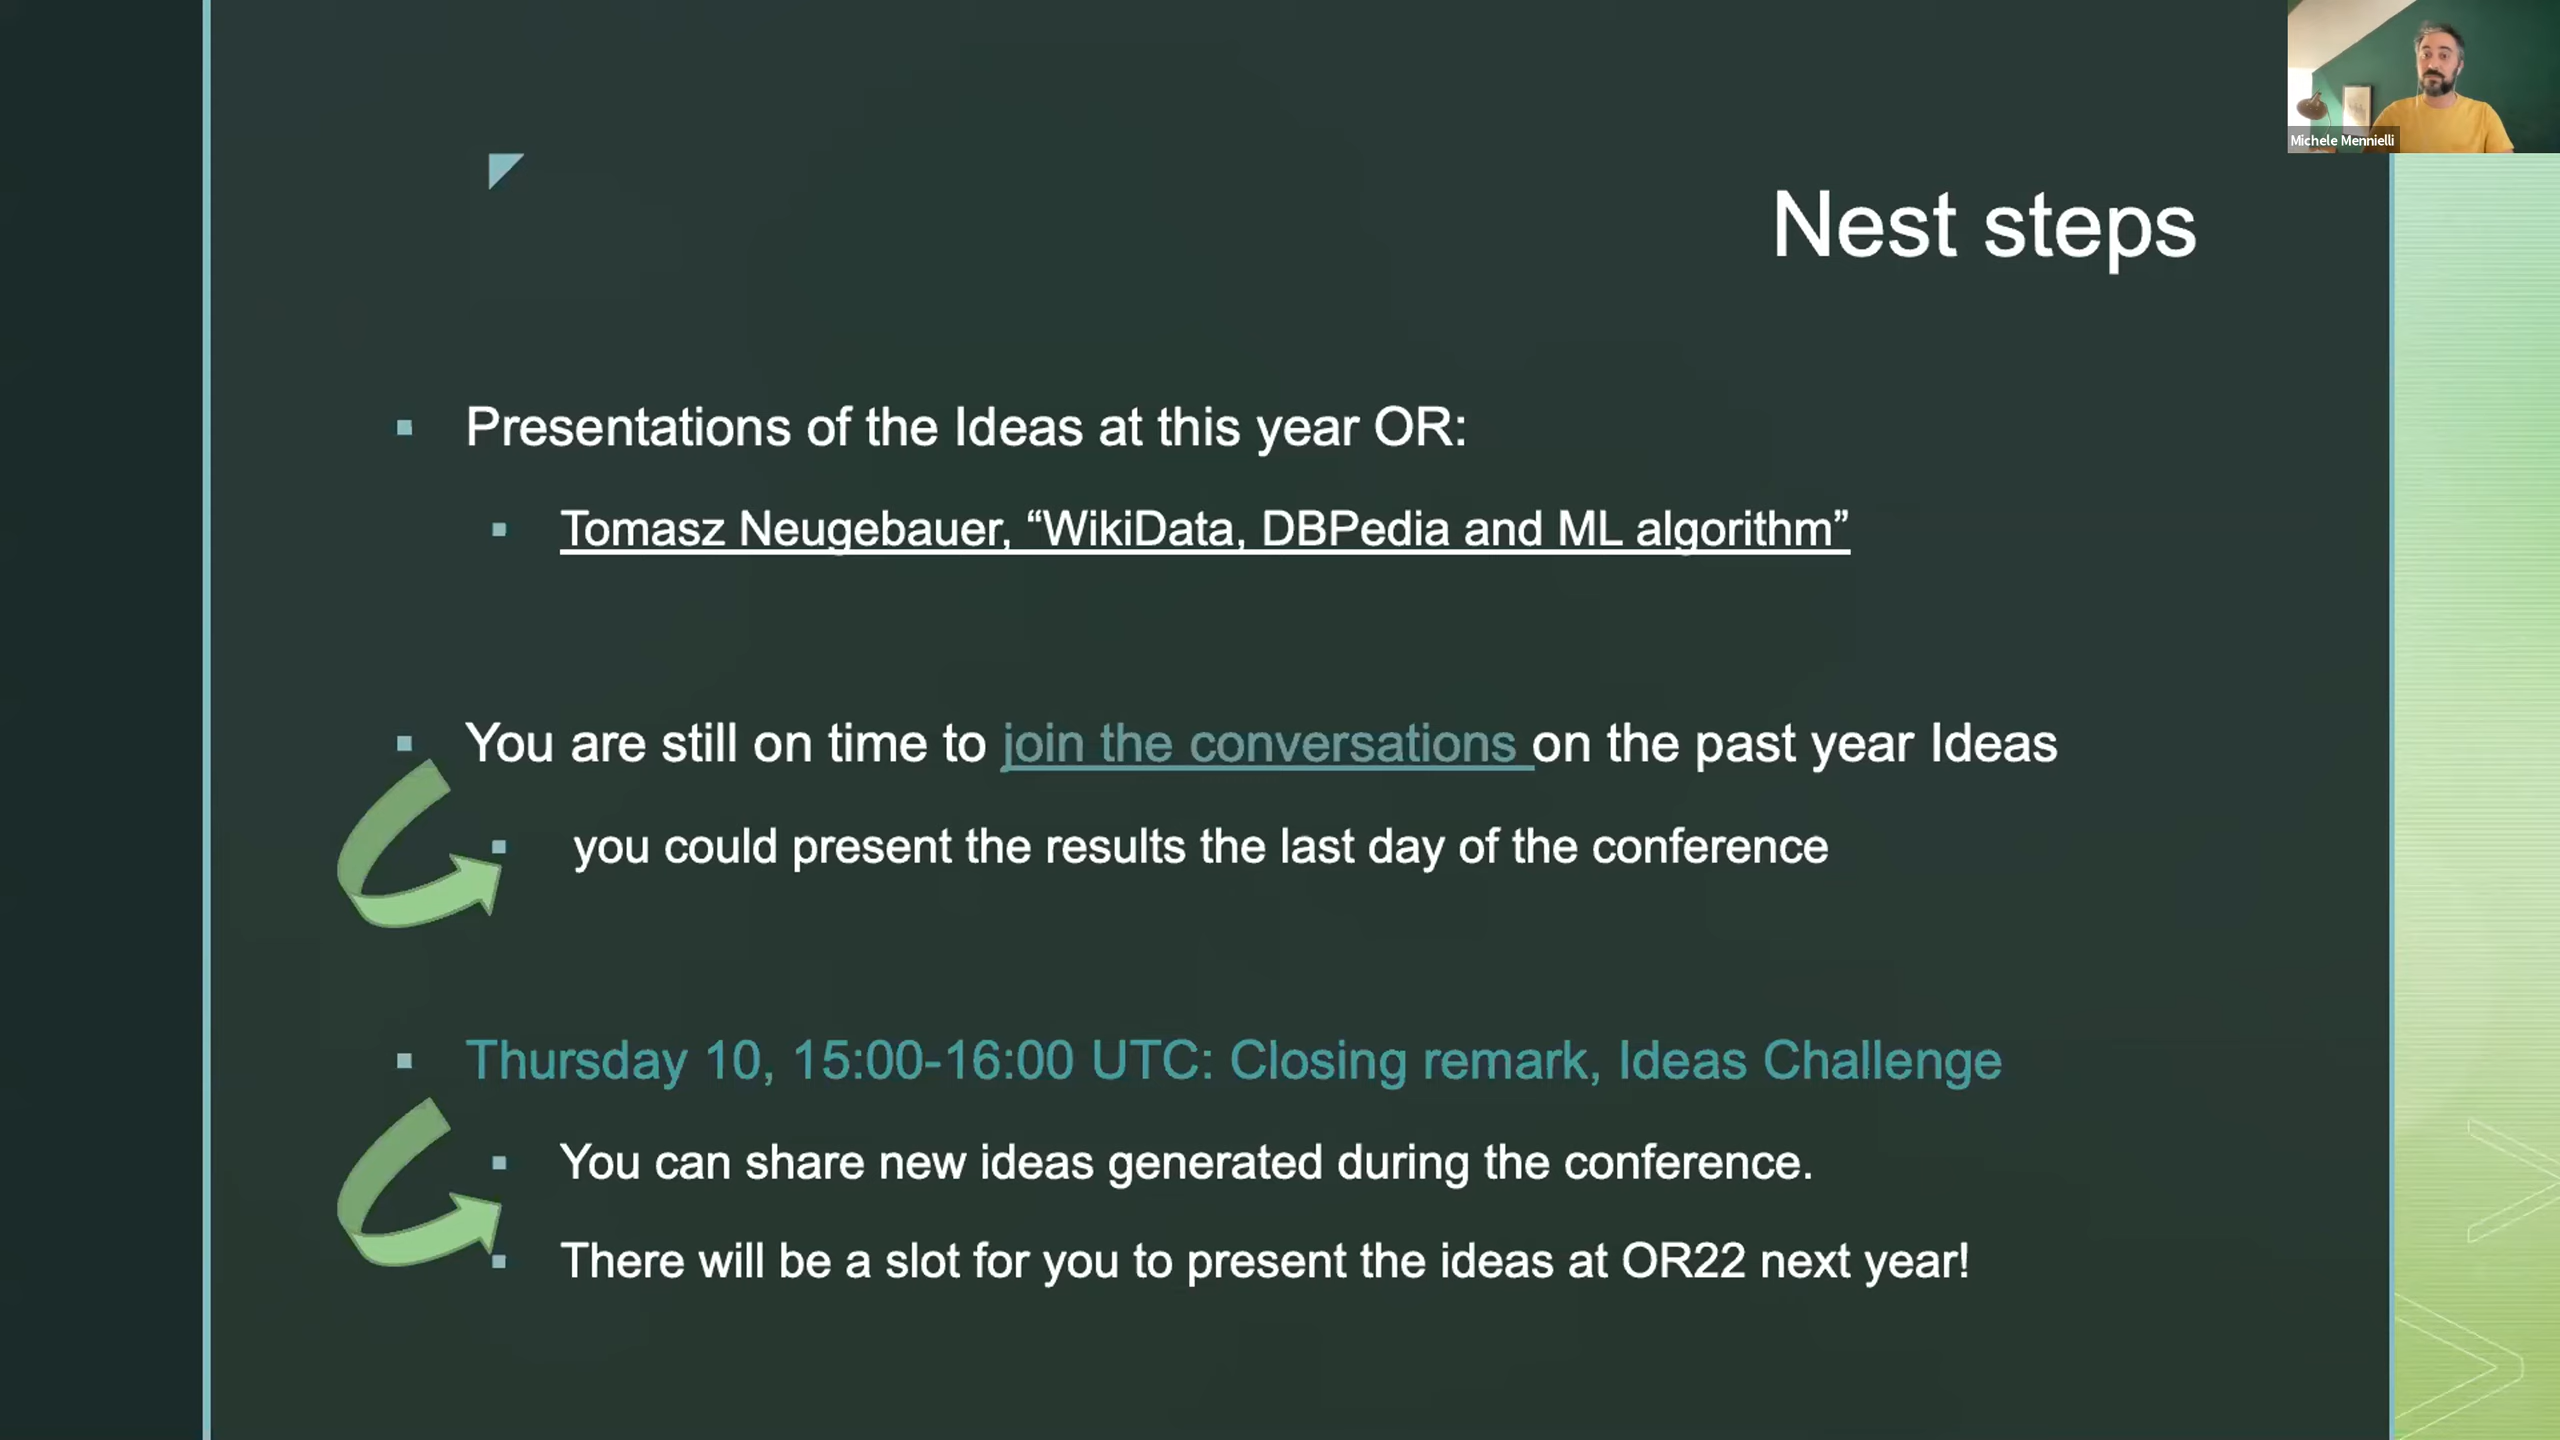 Michele Mennielli
Nest steps
Presentations of the Ideas at this year OR:
Tomasz Neugebauer, “WikiData, DBPedia and ML algorithm”
You are still on time to join the conversations on the past year Ideas
you could present the results the last day of the conference
Thursday 10, 15:00-16:00 UTC: Closing remark, Ideas Challenge
You can share new ideas generated during the conference.
There will be a slot for you to present the ideas at OR22 next year!